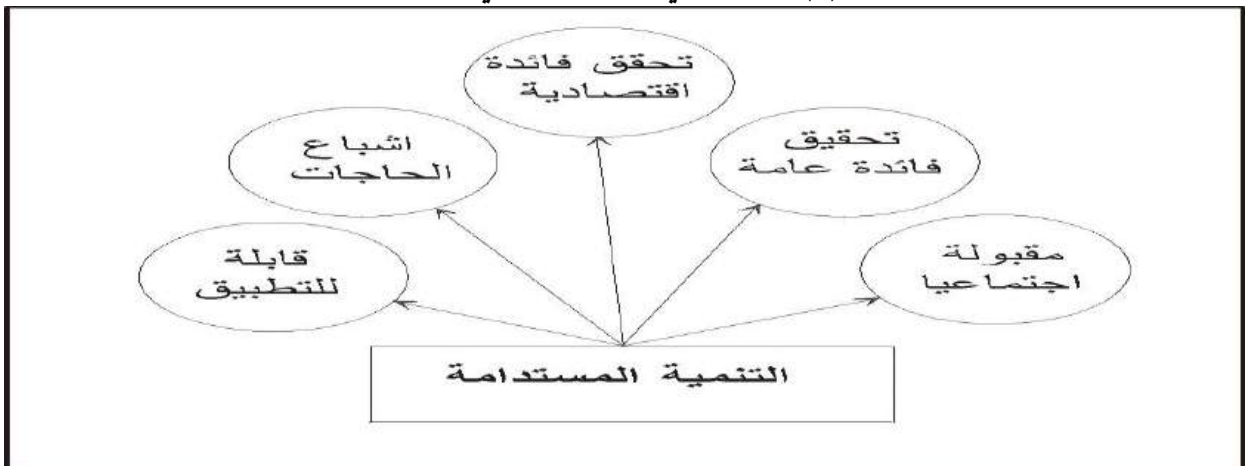 تحقق فائدة
اقتصادية
تحقيق
فائدة عامة
اشباع
الحاجات
مقبولة
اجتماعيا
قابلة
للتطبيق
التنمية المستدامة